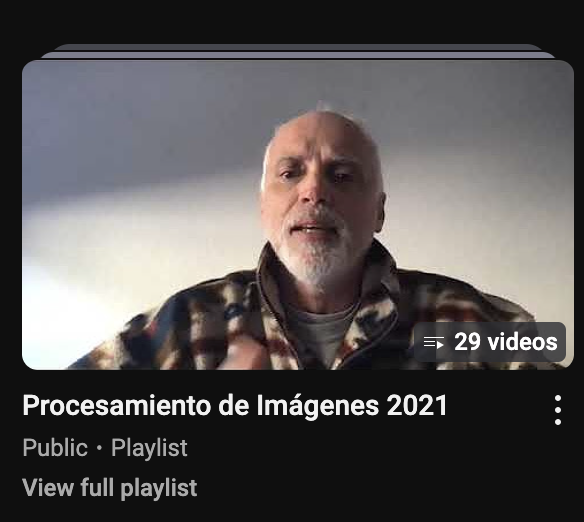 29 videos
Procesamiento de Imágenes 2021
Public • Playlist
View full playlist